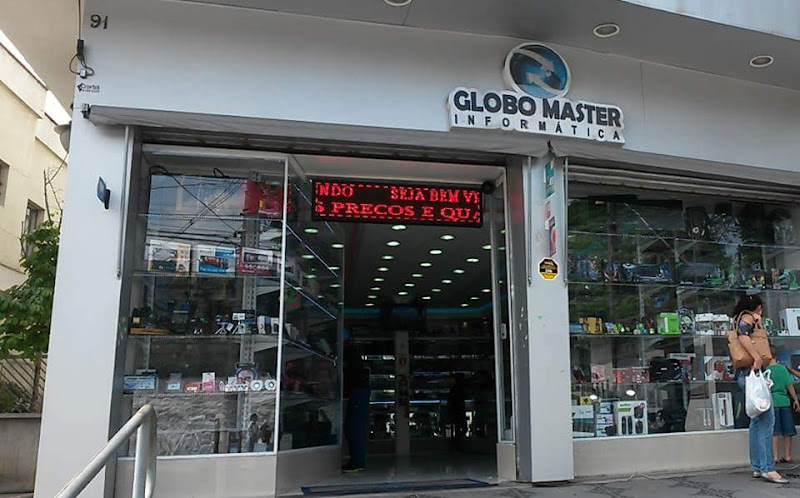 91
GLOBO MASTER
INFORMÁTICA
NDO
SEJA BEM VI
S PRECOS E QUA